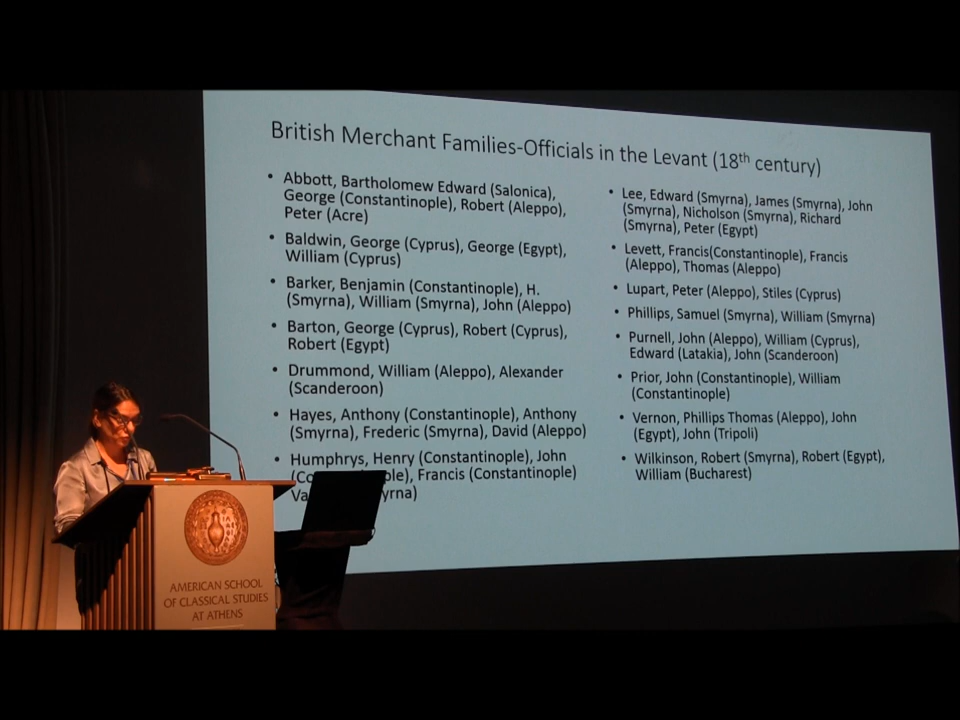 British Merchant Families-Officials in the Levant (18th century)
• Abbott, Bartholomew Edward (Salonica),
George (Constantinople), Robert (Aleppo),
Peter (Acre)
• Baldwin, George (Cyprus), George (Egypt),
William (Cyprus)
• Barker, Benjamin (Constantinople), H.
(Smyrna), William (Smyrna), John (Aleppo)
• Barton, George (Cyprus), Robert (Cyprus),
Robert (Egypt)
• Drummond, William (Aleppo), Alexander
(Scanderoon)
• Hayes, Anthony (Constantinople), Anthony
(Smyrna), Frederic (Smyrna), David (Aleppo)
• Humphrys, Henry (Constantinople), John
Francis (Constantinople)
• Lee, Edward (Smyrna), James (Smyrna), John
(Smyrna), Nicholson (Smyrna), Richard
(Smyrna), Peter (Egypt)
• Levett, Francis(Constantinople), Francis
(Aleppo), Thomas (Aleppo)
• Lupart, Peter (Aleppo), Stiles (Cyprus)
• Phillips, Samuel (Smyrna), William (Smyrna)
• Purnell, John (Aleppo), William (Cyprus),
Edward (Latakia), John (Scanderoon)
• Prior, John (Constantinople), William
(Constantinople)
• Vernon, Phillips Thomas (Aleppo), John
(Egypt), John (Tripoli)
• Wilkinson, Robert (Smyrna), Robert (Egypt),
William (Bucharest)
AMERICAN SCHOOL
OF CLASSICAL STUDIES
AT ATHENS